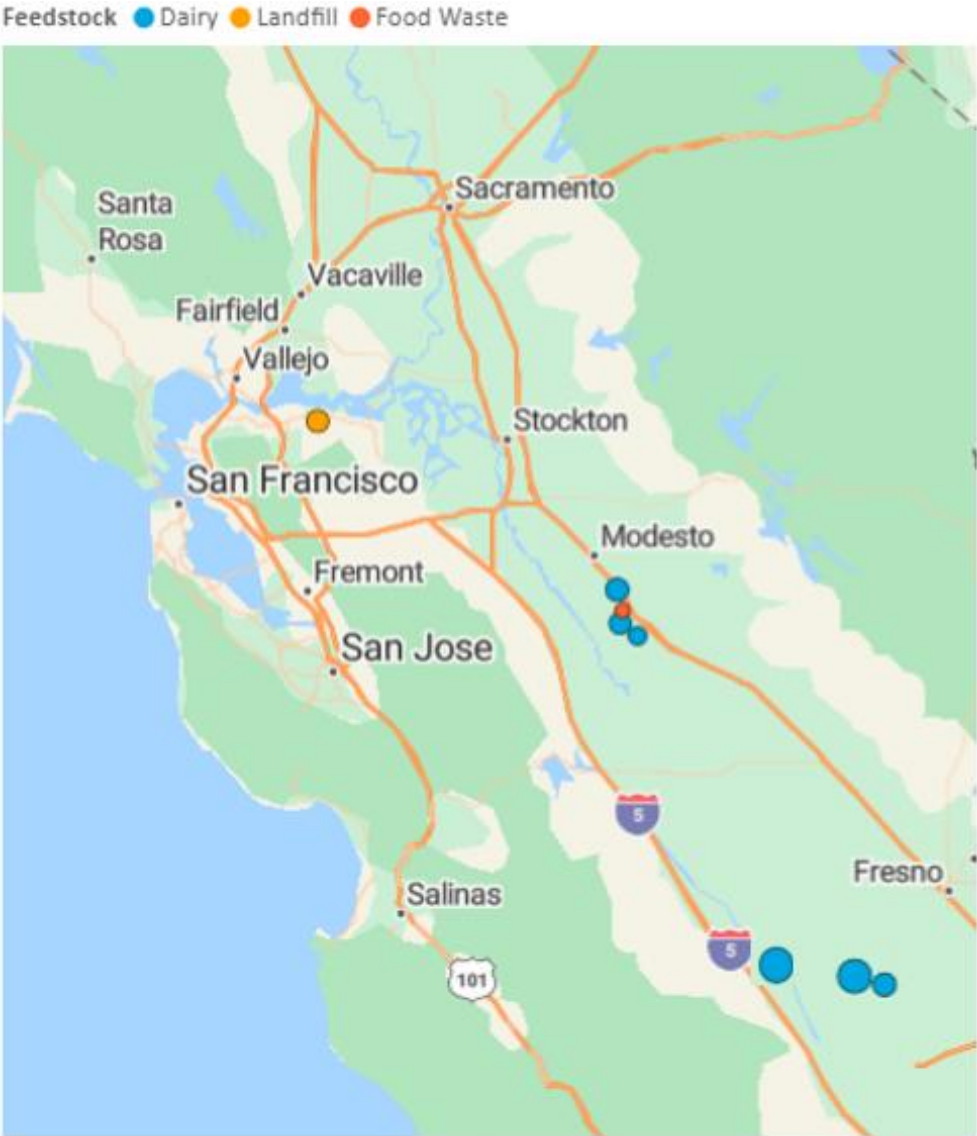 Feedstock Dairy Landfill Food Waste
Sacramento
Santa
Rosa
Vacaville
Fairfield
Vallejo
Stockton
San Francisco
Modesto
Fremont
San Jose
5
Fresno
Salinas
5
101